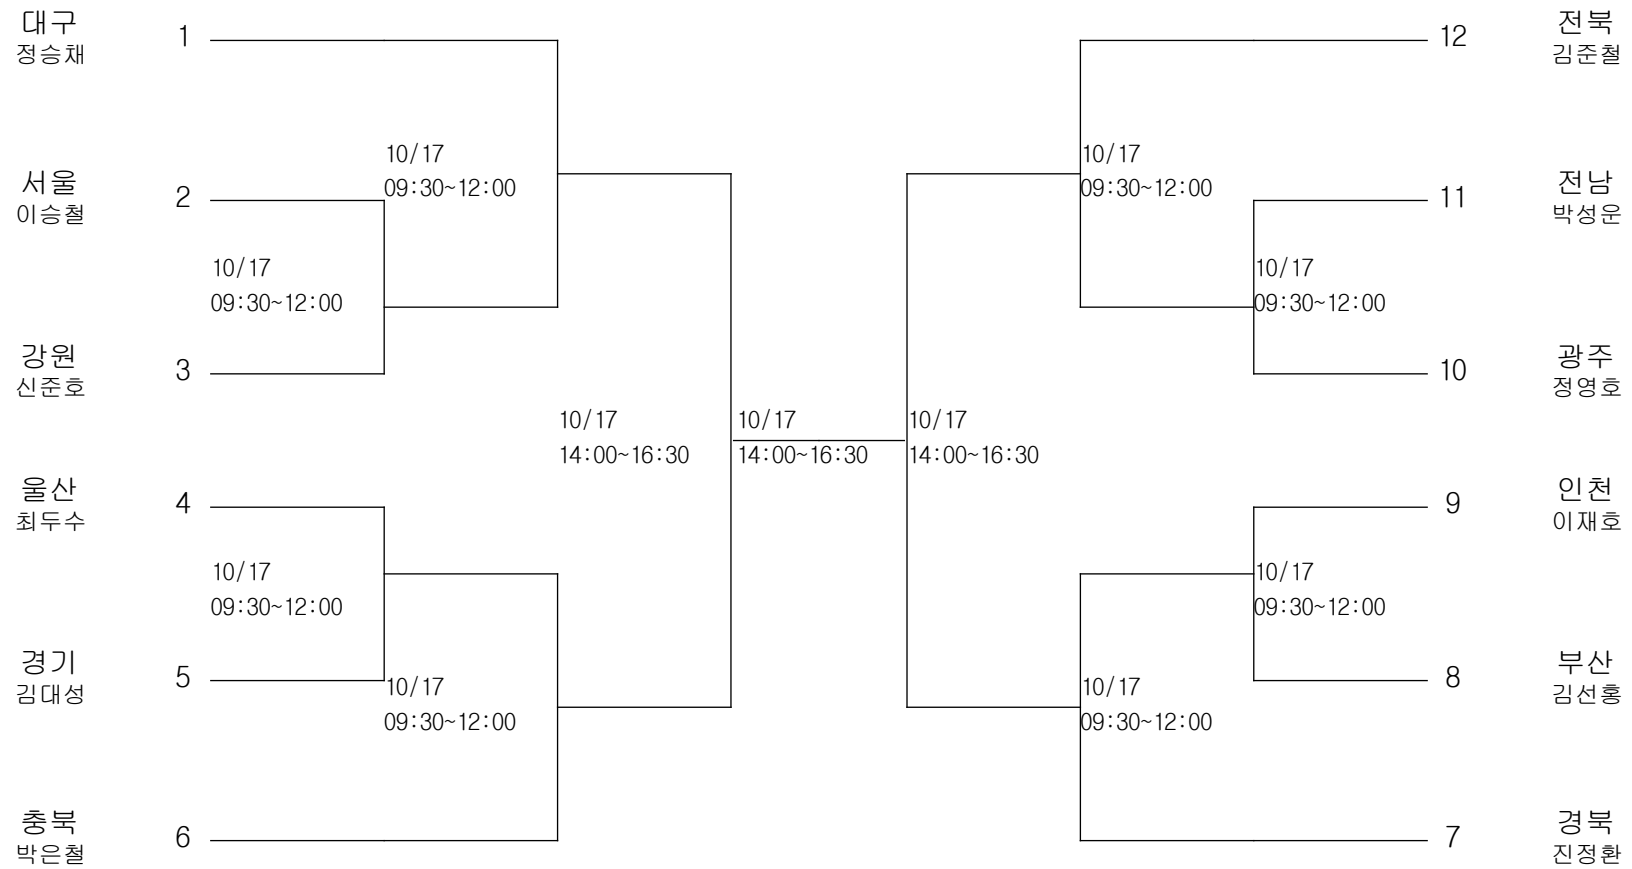 대구
정승채
1
서울
이승철
2
10/17
09:30~12:00
10/17
09:30~12:00
강원
신준호
3
울산
최두수
4
10/17
09:30~12:00
경기
김대성
5
10/17
09:30~12:00
충북
박은철
6
10/17
14:00~16:30
10/17
14:00~16:30
10/17
14:00~16:30
12
전북
김준철
10/17
09:30~12:00
11
전남
박성운
10/17
09:30~12:00
10
광주
정영호
9
인천
이재호
10/17
09:30~12:00
8
부산
김선홍
10/17
09:30~12:00
7
경북
진정환